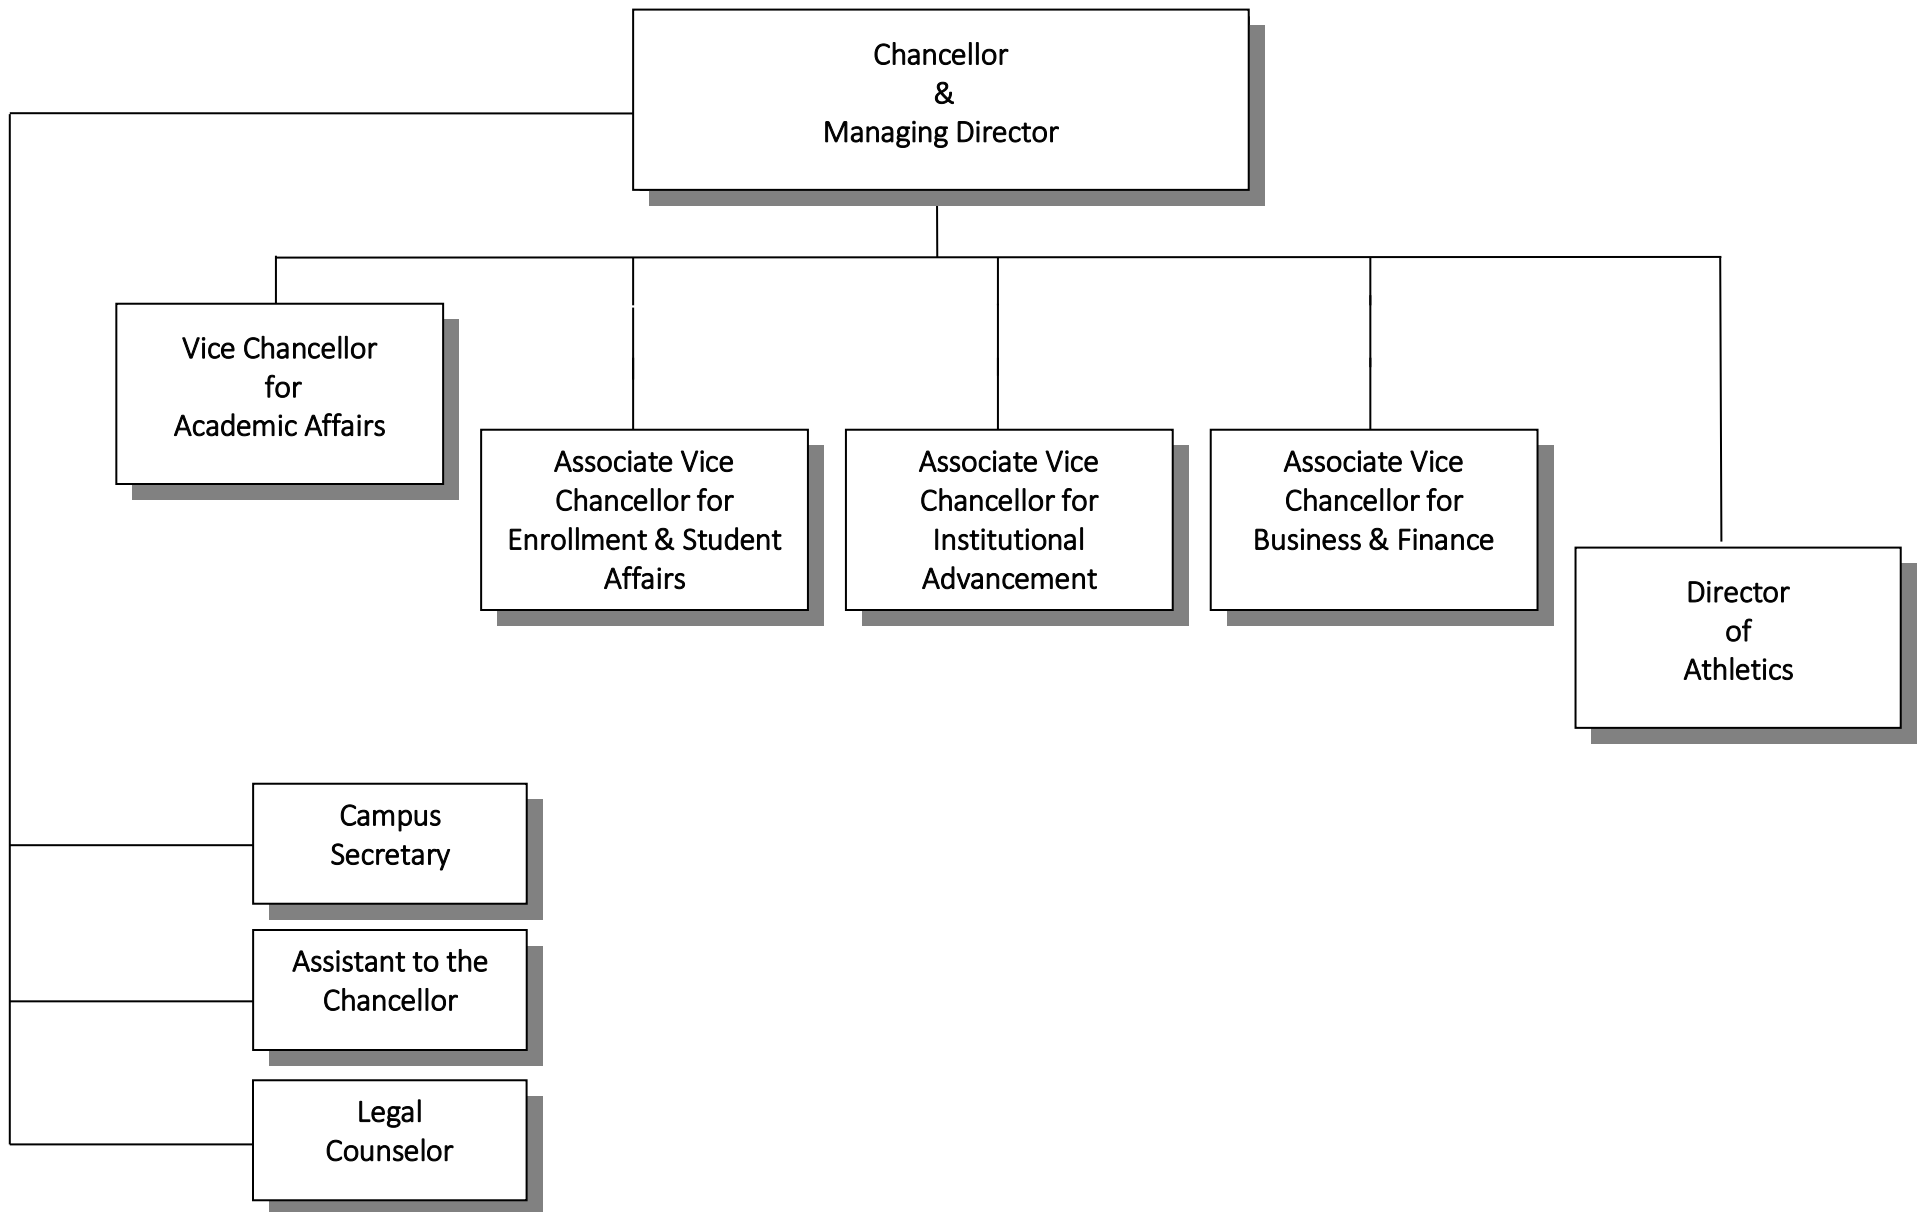 Chancellor
&
Managing Director
Vice Chancellor
for
Academic Affairs
Associate Vice
Chancellor for
Enrollment & Student
Affairs
Associate Vice
Chancellor for
Institutional
Advancement
Associate Vice
Chancellor for
Business & Finance
Director
of
Athletics
Campus
Secretary
Assistant to the
Chancellor
Legal
Counselor